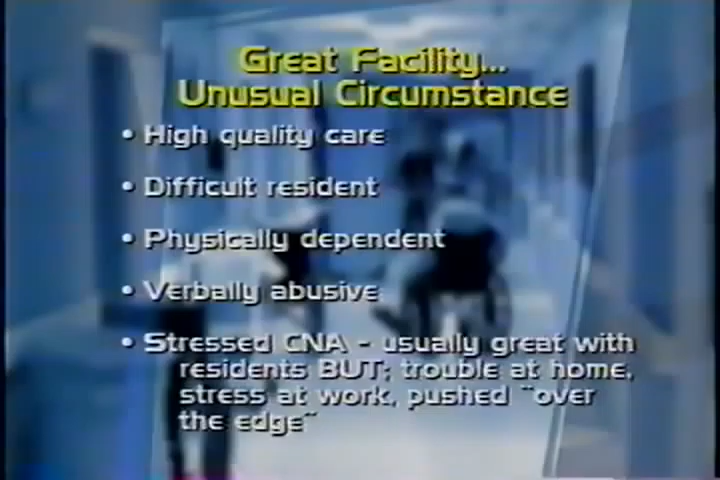 Great Facility...
Unusual Circumstance
• High quality care
• Difficult resident
• Physically dependent
• Verbally abusive
• Stressed CNA - usually great with
residents BUT; trouble at home,
stress at work, pushed "over
the edge"